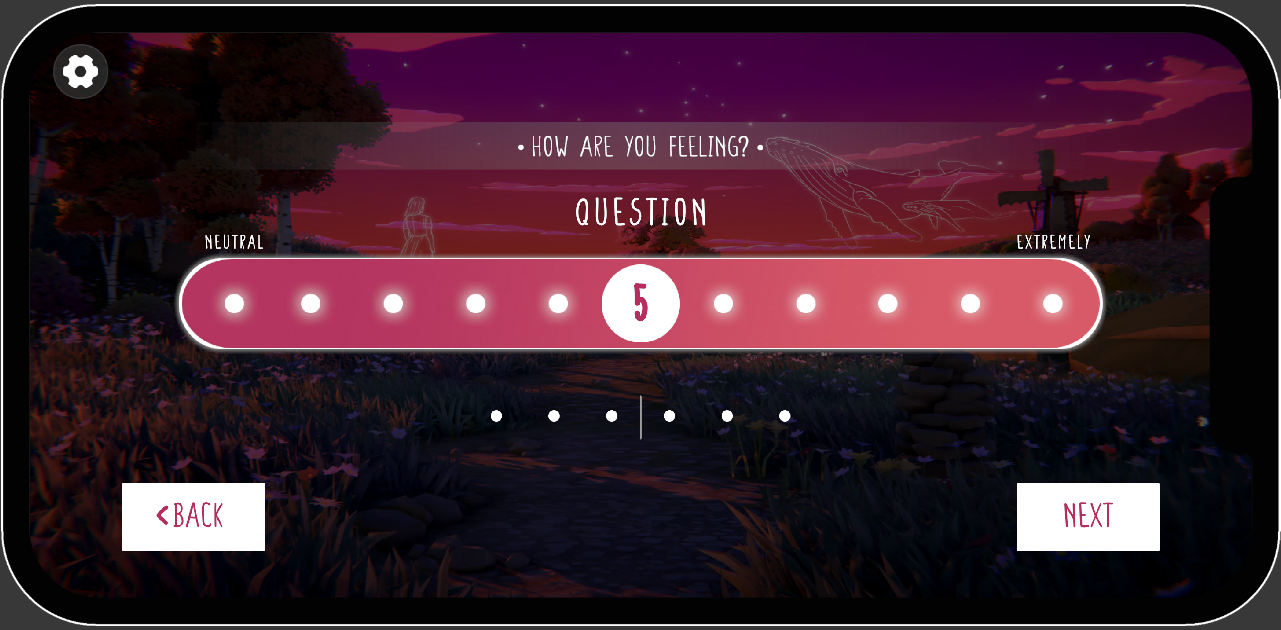 • HOW ARE YOU FEELING? •
QUESTION
NEUTRAL
EXTREMELY
5
<BACK
NEXT